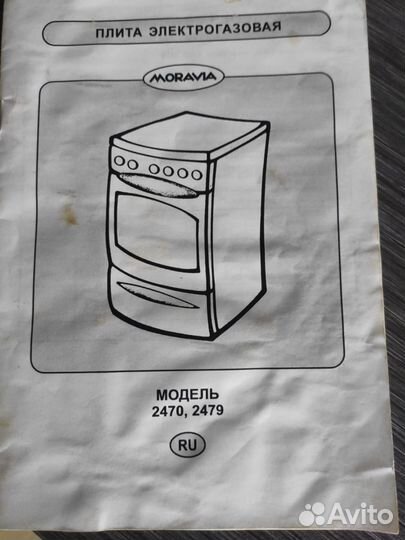 ПЛИТА ЭЛЕКТРОГАЗОВАЯ
MORAVIA
МОДЕЛЬ
2470, 2479
RU
Avito